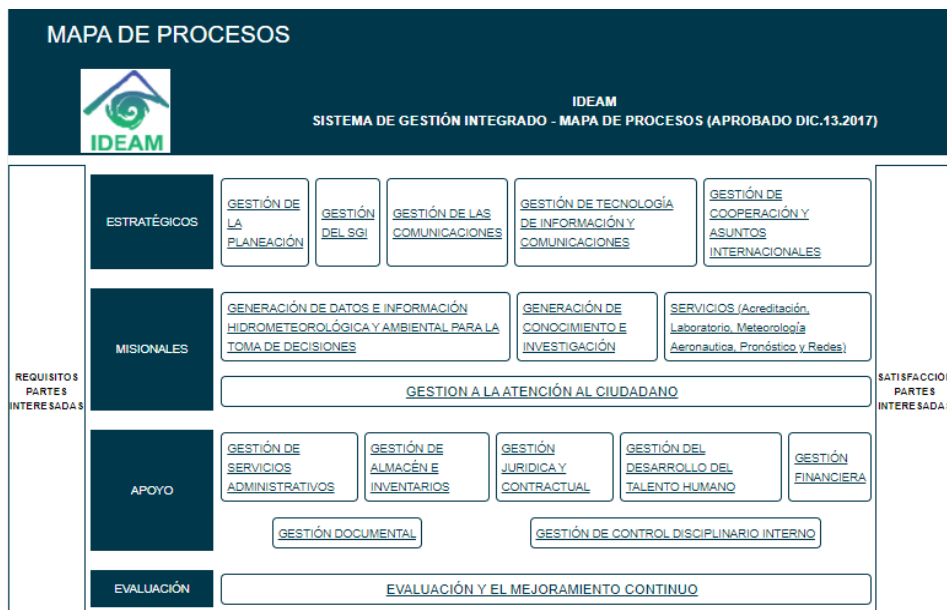 MAPA DE PROCESOS
IDEAM
IDEAM
SISTEMA DE GESTIÓN INTEGRADO - MAPA DE PROCESOS (APROBADO DIC.13.2017)
REQUISITOS
PARTES
INTERESADAS
ESTRATÉGICOS
GESTIÓN DE
LA
PLANEACIÓN
GESTIÓN
DEL SGI
GESTIÓN DE LAS
COMUNICACIONES
GESTIÓN DE TECNOLOGÍA
DE INFORMACIÓN Y
COMUNICACIONES
GESTIÓN DE
COOPERACIÓN Y
ASUNTOS
INTERNACIONALES
MISIONALES
GENERACIÓN DE DATOS E INFORMACIÓN
HIDROMETEOROLÓGICA Y AMBIENTAL PARA LA
TOMA DE DECISIONES
GENERACIÓN DE
CONOCIMIENTO E
INVESTIGACIÓN
SERVICIOS (Acreditación,
Laboratorio, Meteorología
Aeronautica, Pronóstico y Redes)
GESTION A LA ATENCIÓN AL CIUDADANO
APOYO
GESTIÓN DE
SERVICIOS
ADMINISTRATIVOS
GESTIÓN DE
ALMACÉN E
INVENTARIOS
GESTIÓN
JURIDICA Y
CONTRACTUAL
GESTIÓN DEL
DESARROLLO DEL
TALENTO HUMANO
GESTIÓN
FINANCIERA
GESTIÓN DOCUMENTAL
GESTIÓN DE CONTROL DISCIPLINARIO INTERNO
EVALUACIÓN
EVALUACIÓN Y EL MEJORAMIENTO CONTINUO
SATISFACCIÓN
PARTES
INTERESADAS